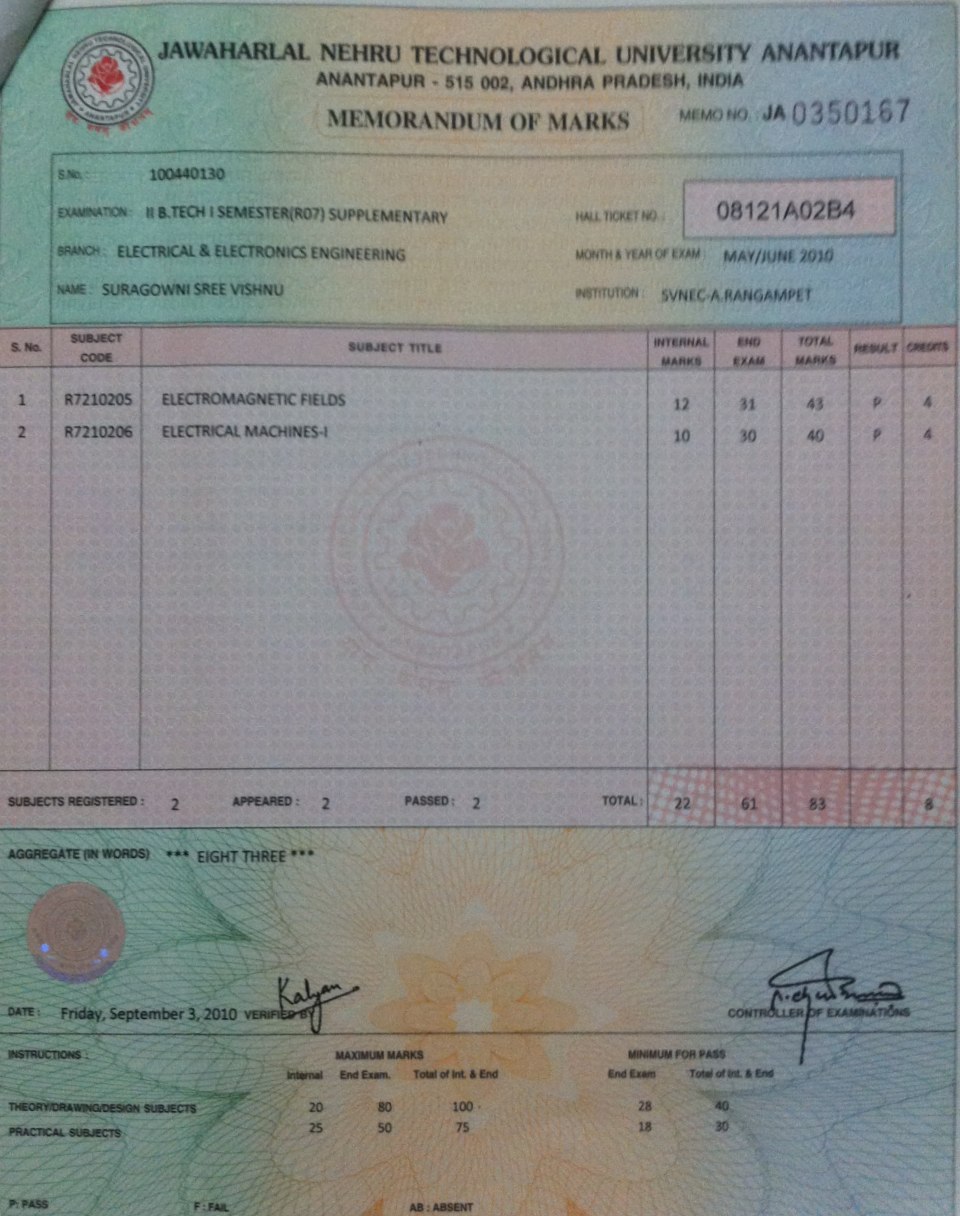 JAWAHARLAL NEHRU TECHNOLOGICAL UNIVERSITY ANANTAPUR
ANANTAPUR - 515 002, ANDHRA PRADESH, INDIA
MEMORANDUM OF MARKS
MEMO NO. JA 0350167
S.No. : 100440130
EXAMINATION: II B.TECH I SEMESTER(R07) SUPPLEMENTARY
HALL TICKET NO. : 08121A02B4
BRANCH: ELECTRICAL & ELECTRONICS ENGINEERING
MONTH & YEAR OF EXAM : MAY/JUNE 2010
NAME: SURAGOWNI SREE VISHNU
INSTITUTION : SVNEC-A.RANGAMPET
S. No. SUBJECT CODE SUBJECT TITLE INTERNAL MARKS END EXAM TOTAL MARKS RESULT CREDITS
1 R7210205 ELECTROMAGNETIC FIELDS 12 31 43 P 4
2 R7210206 ELECTRICAL MACHINES-I 10 30 40 P 4
SUBJECTS REGISTERED : 2 APPEARED : 2 PASSED : 2 TOTAL : 22 61 83 8
AGGREGATE (IN WORDS) *** EIGHT THREE ***
Kalyan
DATE : Friday, September 3, 2010 VERIFIED BY
CONTROLLER OF EXAMINATIONS
INSTRUCTIONS : MAXIMUM MARKS MINIMUM FOR PASS
Internal End Exam. Total of Int. & End End Exam Total of Int. & End
THEORY/DRAWING/DESIGN SUBJECTS 20 80 100 28 40
PRACTICAL SUBJECTS 25 50 75 18 30
P: PASS F : FAIL AB : ABSENT